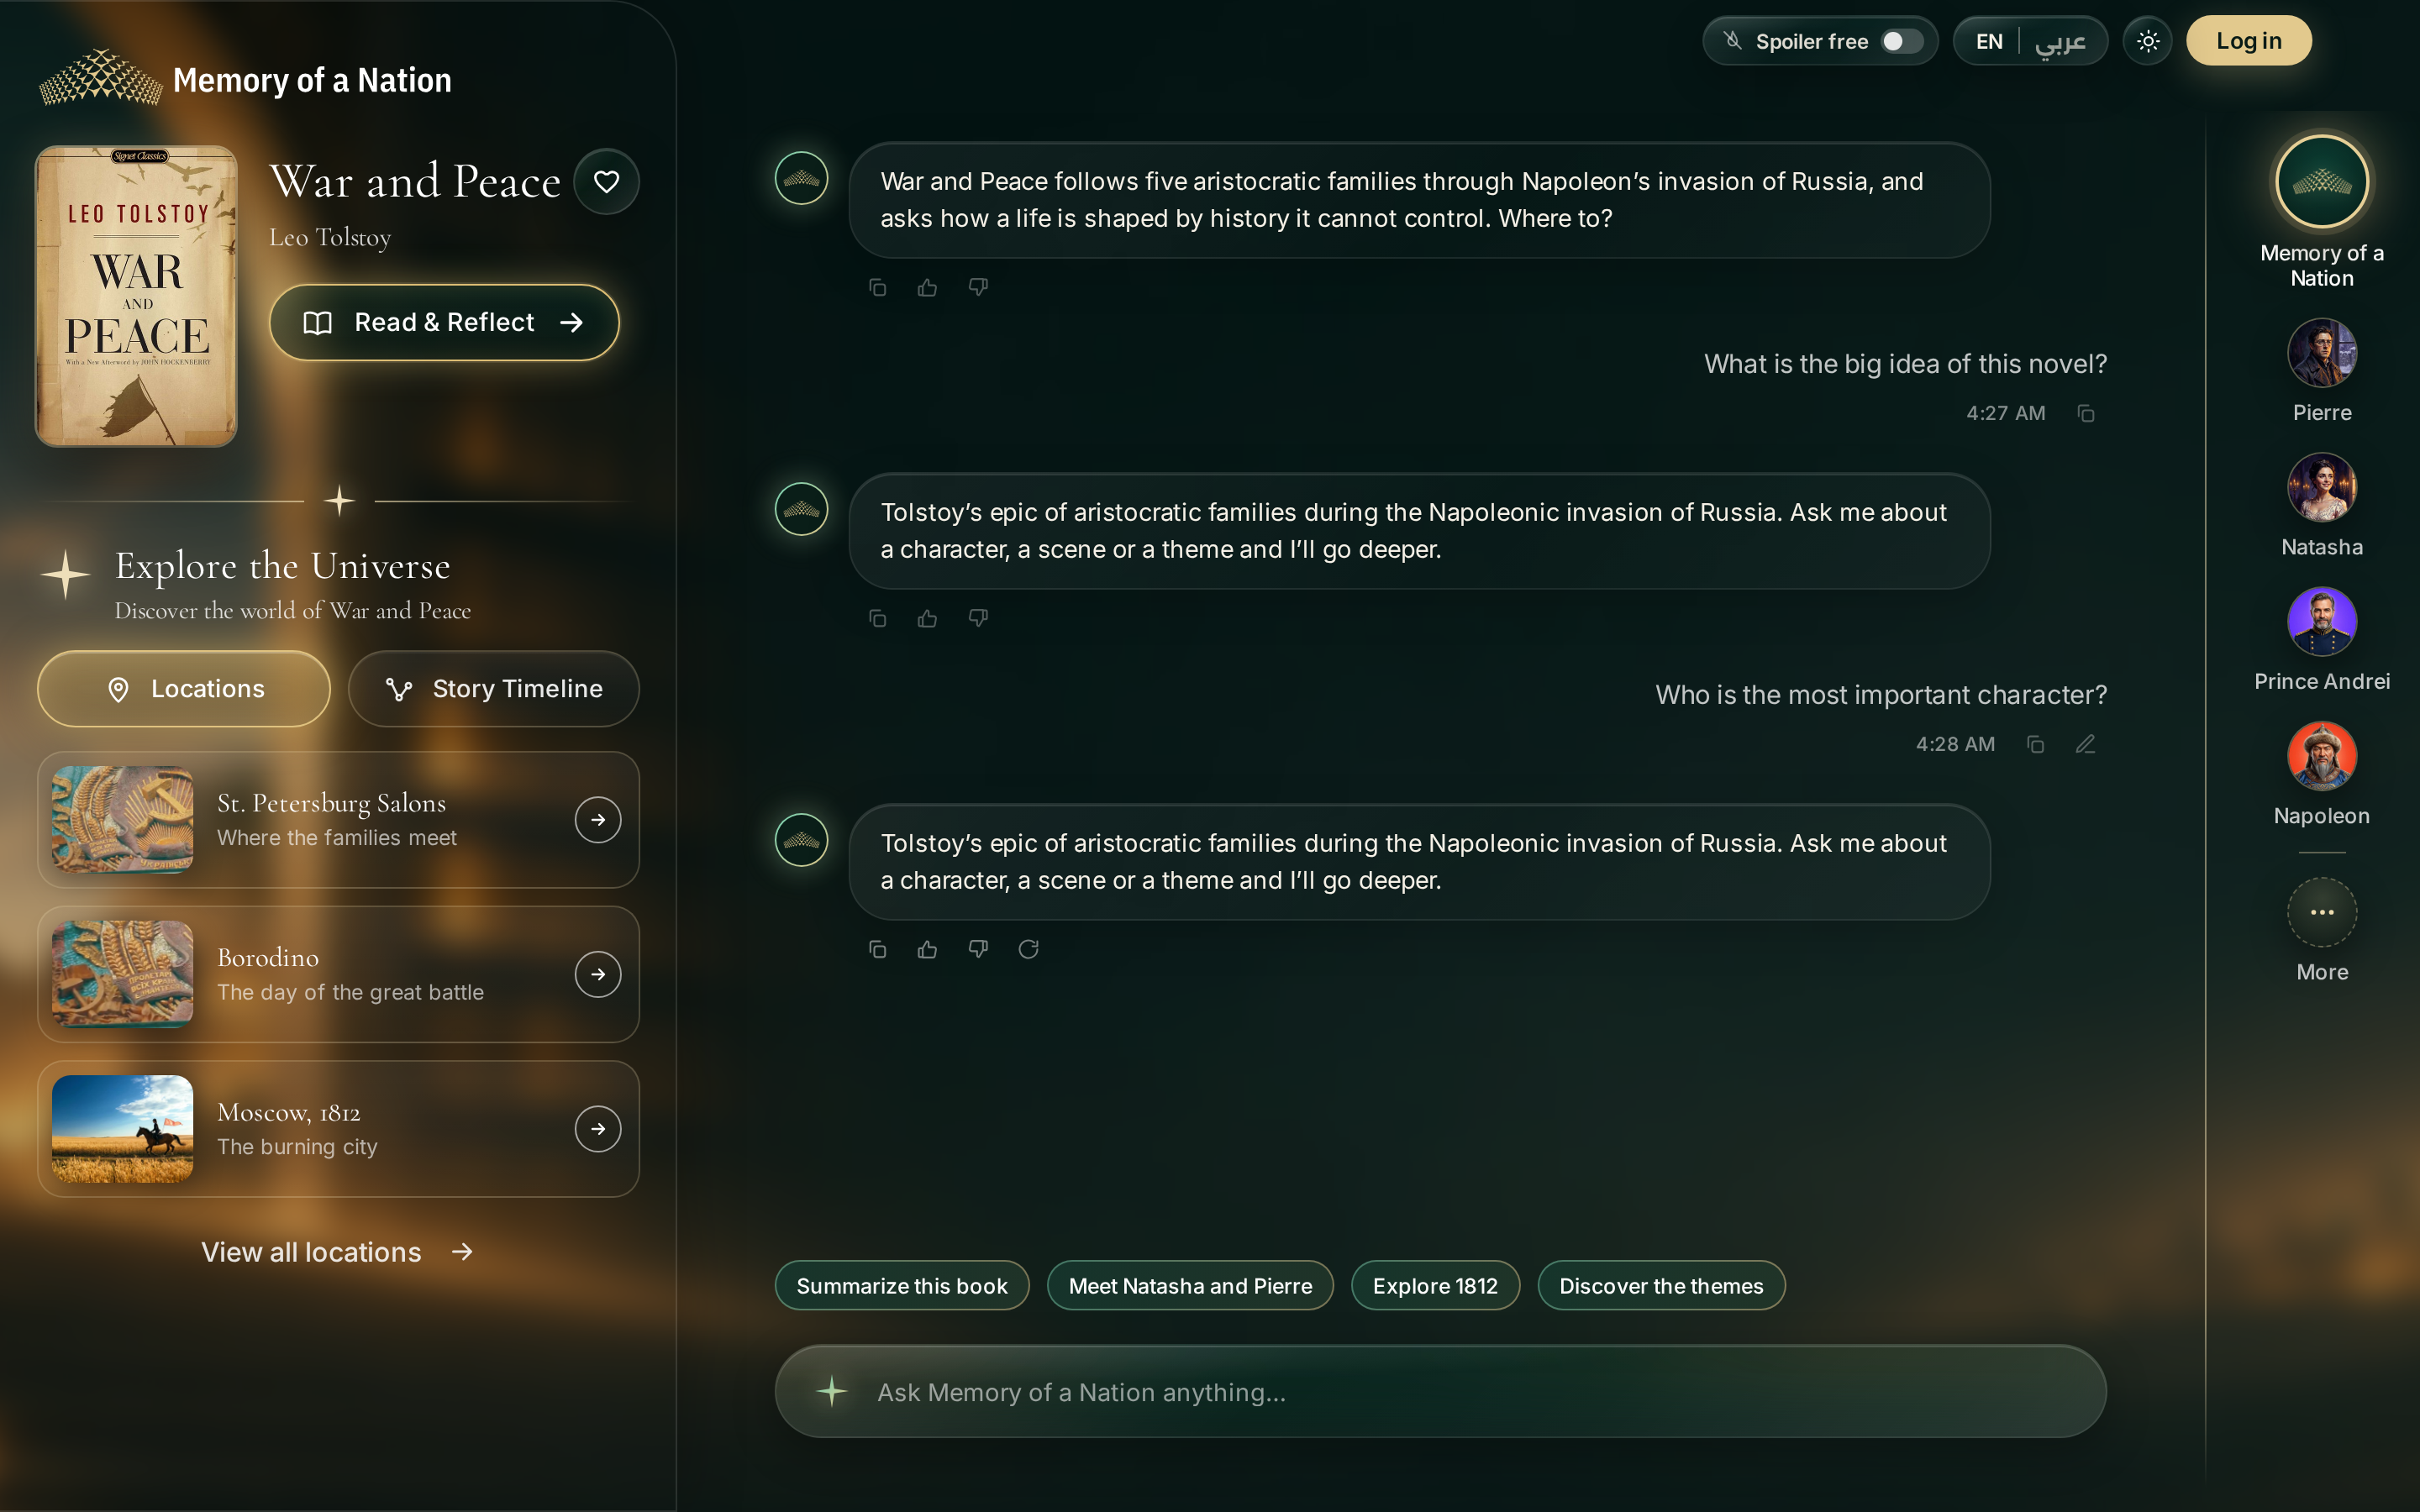 Memory of a Nation
Signet Classics
LEO TOLSTOY
WAR
AND
PEACE
With a New Afterword by JOHN HOCKENBERRY
War and Peace
Leo Tolstoy
Read & Reflect
Explore the Universe
Discover the world of War and Peace
Locations
Story Timeline
St. Petersburg Salons
Where the families meet
Borodino
The day of the great battle
Moscow, 1812
The burning city
View all locations
Spoiler free
EN
عربي
Log in
War and Peace follows five aristocratic families through Napoleon’s invasion of Russia, and
asks how a life is shaped by history it cannot control. Where to?
What is the big idea of this novel?
4:27 AM
Tolstoy’s epic of aristocratic families during the Napoleonic invasion of Russia. Ask me about
a character, a scene or a theme and I’ll go deeper.
Who is the most important character?
4:28 AM
Tolstoy’s epic of aristocratic families during the Napoleonic invasion of Russia. Ask me about
a character, a scene or a theme and I’ll go deeper.
Summarize this book
Meet Natasha and Pierre
Explore 1812
Discover the themes
Ask Memory of a Nation anything...
Memory of a
Nation
Pierre
Natasha
Prince Andrei
Napoleon
More